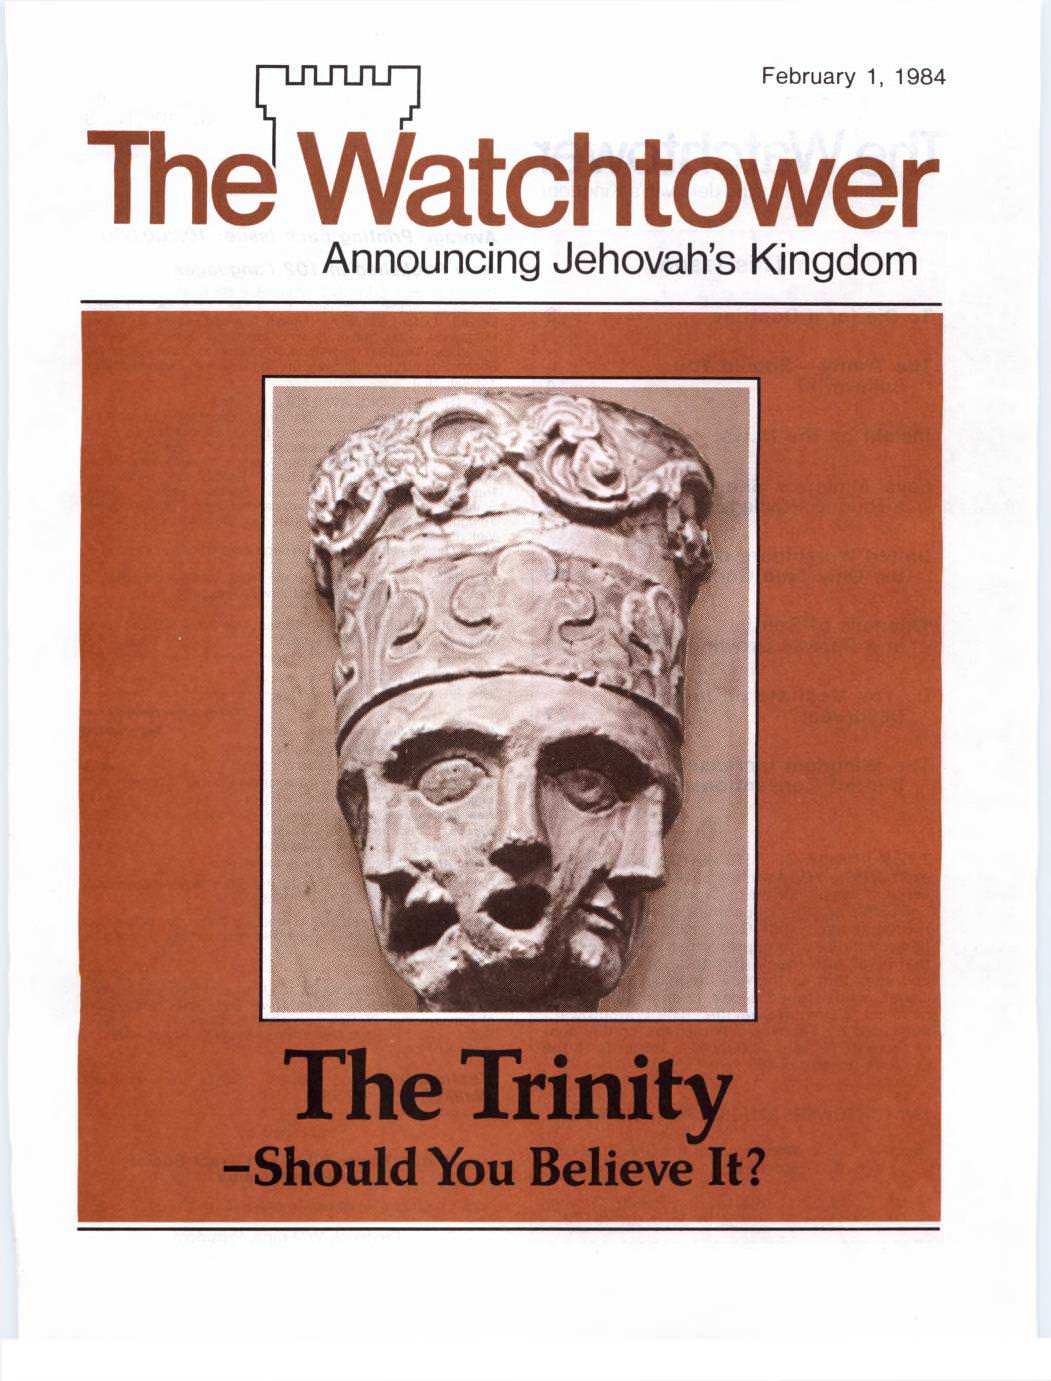 February 1, 1984
The Watchtower
Announcing Jehovah's Kingdom
The Trinity
–Should You Believe It?